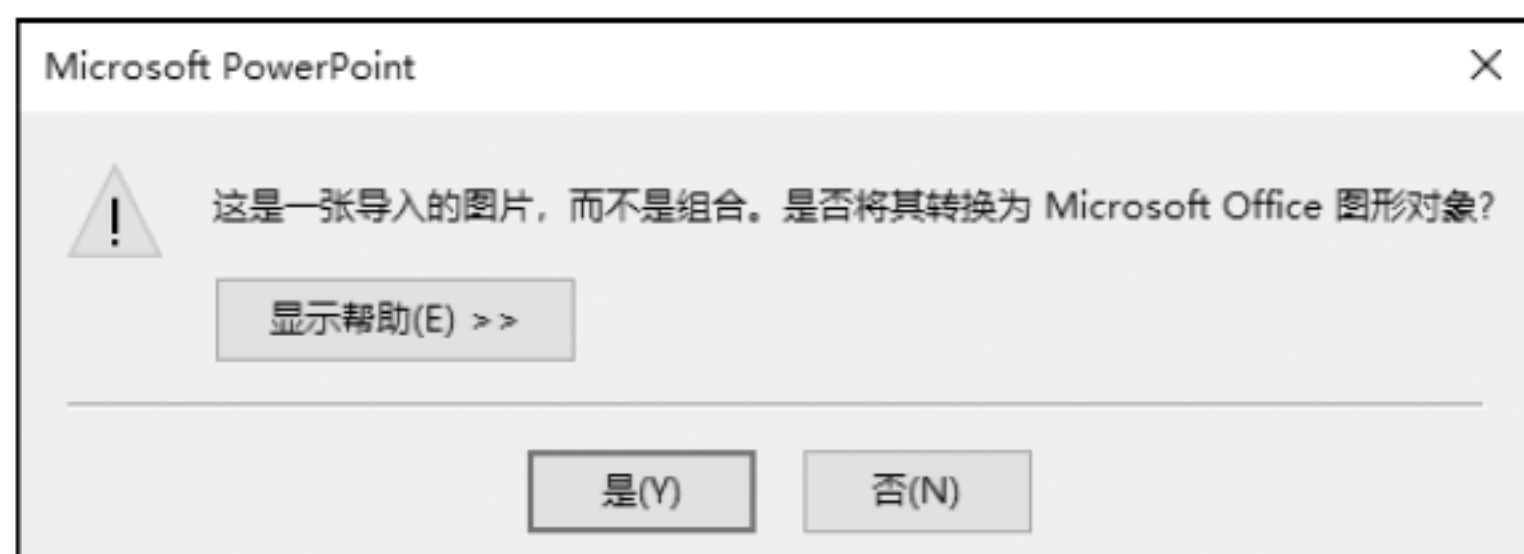 Microsoft PowerPoint
这是一张导入的图片，而不是组合。是否将其转换为 Microsoft Office 图形对象?
显示帮助(E) >>
是(Y)
否(N)